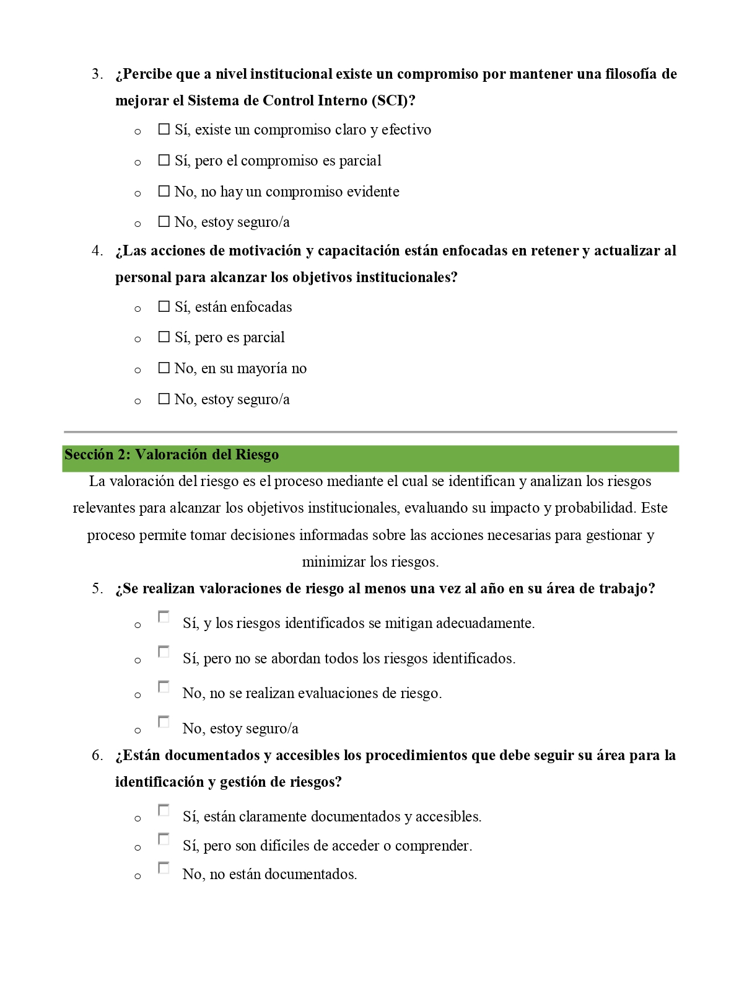 3. ¿Percibe que a nivel institucional existe un compromiso por mantener una filosofía de
mejorar el Sistema de Control Interno (SCI)?
o ☐ Sí, existe un compromiso claro y efectivo
o ☐ Sí, pero el compromiso es parcial
o ☐ No, no hay un compromiso evidente
o ☐ No, estoy seguro/a
4. ¿Las acciones de motivación y capacitación están enfocadas en retener y actualizar al
personal para alcanzar los objetivos institucionales?
o ☐ Sí, están enfocadas
o ☐ Sí, pero es parcial
o ☐ No, en su mayoría no
o ☐ No, estoy seguro/a
Sección 2: Valoración del Riesgo
La valoración del riesgo es el proceso mediante el cual se identifican y analizan los riesgos
relevantes para alcanzar los objetivos institucionales, evaluando su impacto y probabilidad. Este
proceso permite tomar decisiones informadas sobre las acciones necesarias para gestionar y
minimizar los riesgos.
5. ¿Se realizan valoraciones de riesgo al menos una vez al año en su área de trabajo?
o ☐ Sí, y los riesgos identificados se mitigan adecuadamente.
o ☐ Sí, pero no se abordan todos los riesgos identificados.
o ☐ No, no se realizan evaluaciones de riesgo.
o ☐ No, estoy seguro/a
6. ¿Están documentados y accesibles los procedimientos que debe seguir su área para la
identificación y gestión de riesgos?
o ☐ Sí, están claramente documentados y accesibles.
o ☐ Sí, pero son difíciles de acceder o comprender.
o ☐ No, no están documentados.